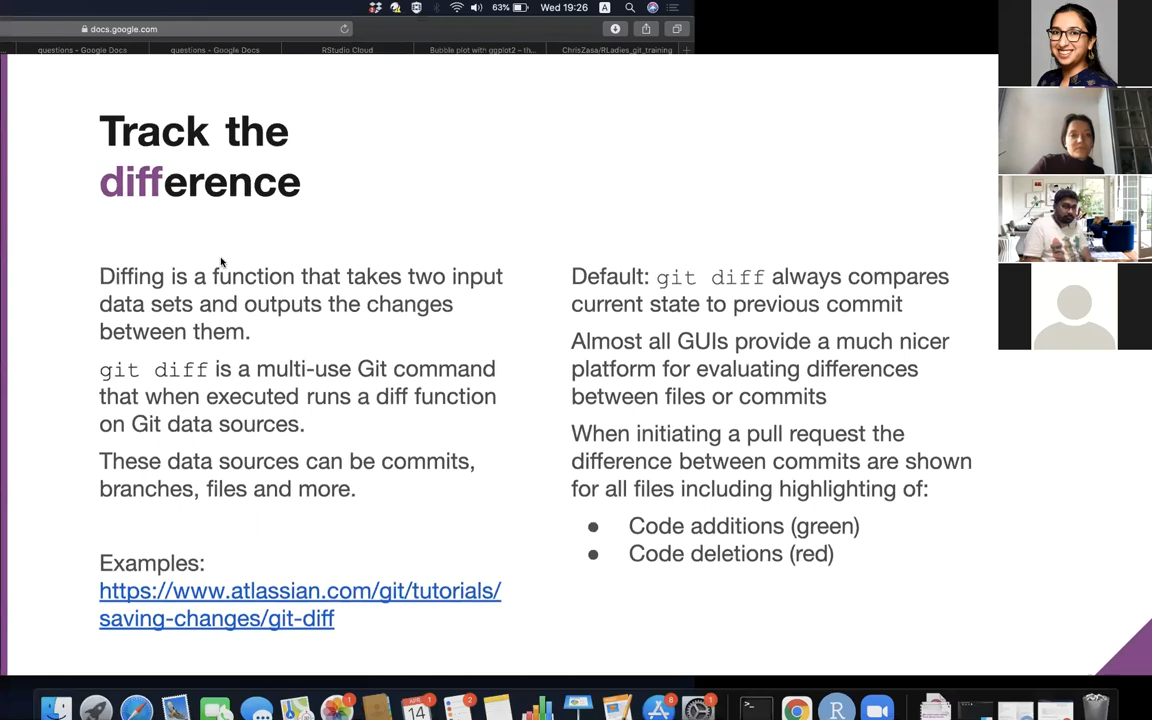 63% Wed 19:26 A
docs.google.com
questions - Google Docs questions - Google Docs RStudio Cloud Bubble plot with ggplot2 – th... ChrisZasa/RLadies_git_training
Track the
difference
Diffing is a function that takes two input
data sets and outputs the changes
between them.
git diff is a multi-use Git command
that when executed runs a diff function
on Git data sources.
These data sources can be commits,
branches, files and more.
Examples:
https://www.atlassian.com/git/tutorials/
saving-changes/git-diff
Default: git diff always compares
current state to previous commit
Almost all GUIs provide a much nicer
platform for evaluating differences
between files or commits
When initiating a pull request the
difference between commits are shown
for all files including highlighting of:
● Code additions (green)
● Code deletions (red)
APR
14
R